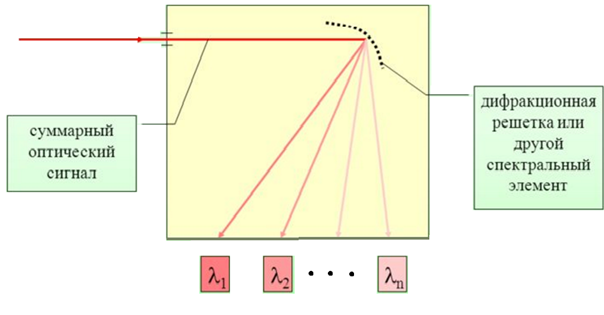 суммарный
оптический
сигнал
дифракционная
решетка или
другой
спектральный
элемент
λ1 λ2 • • • λn